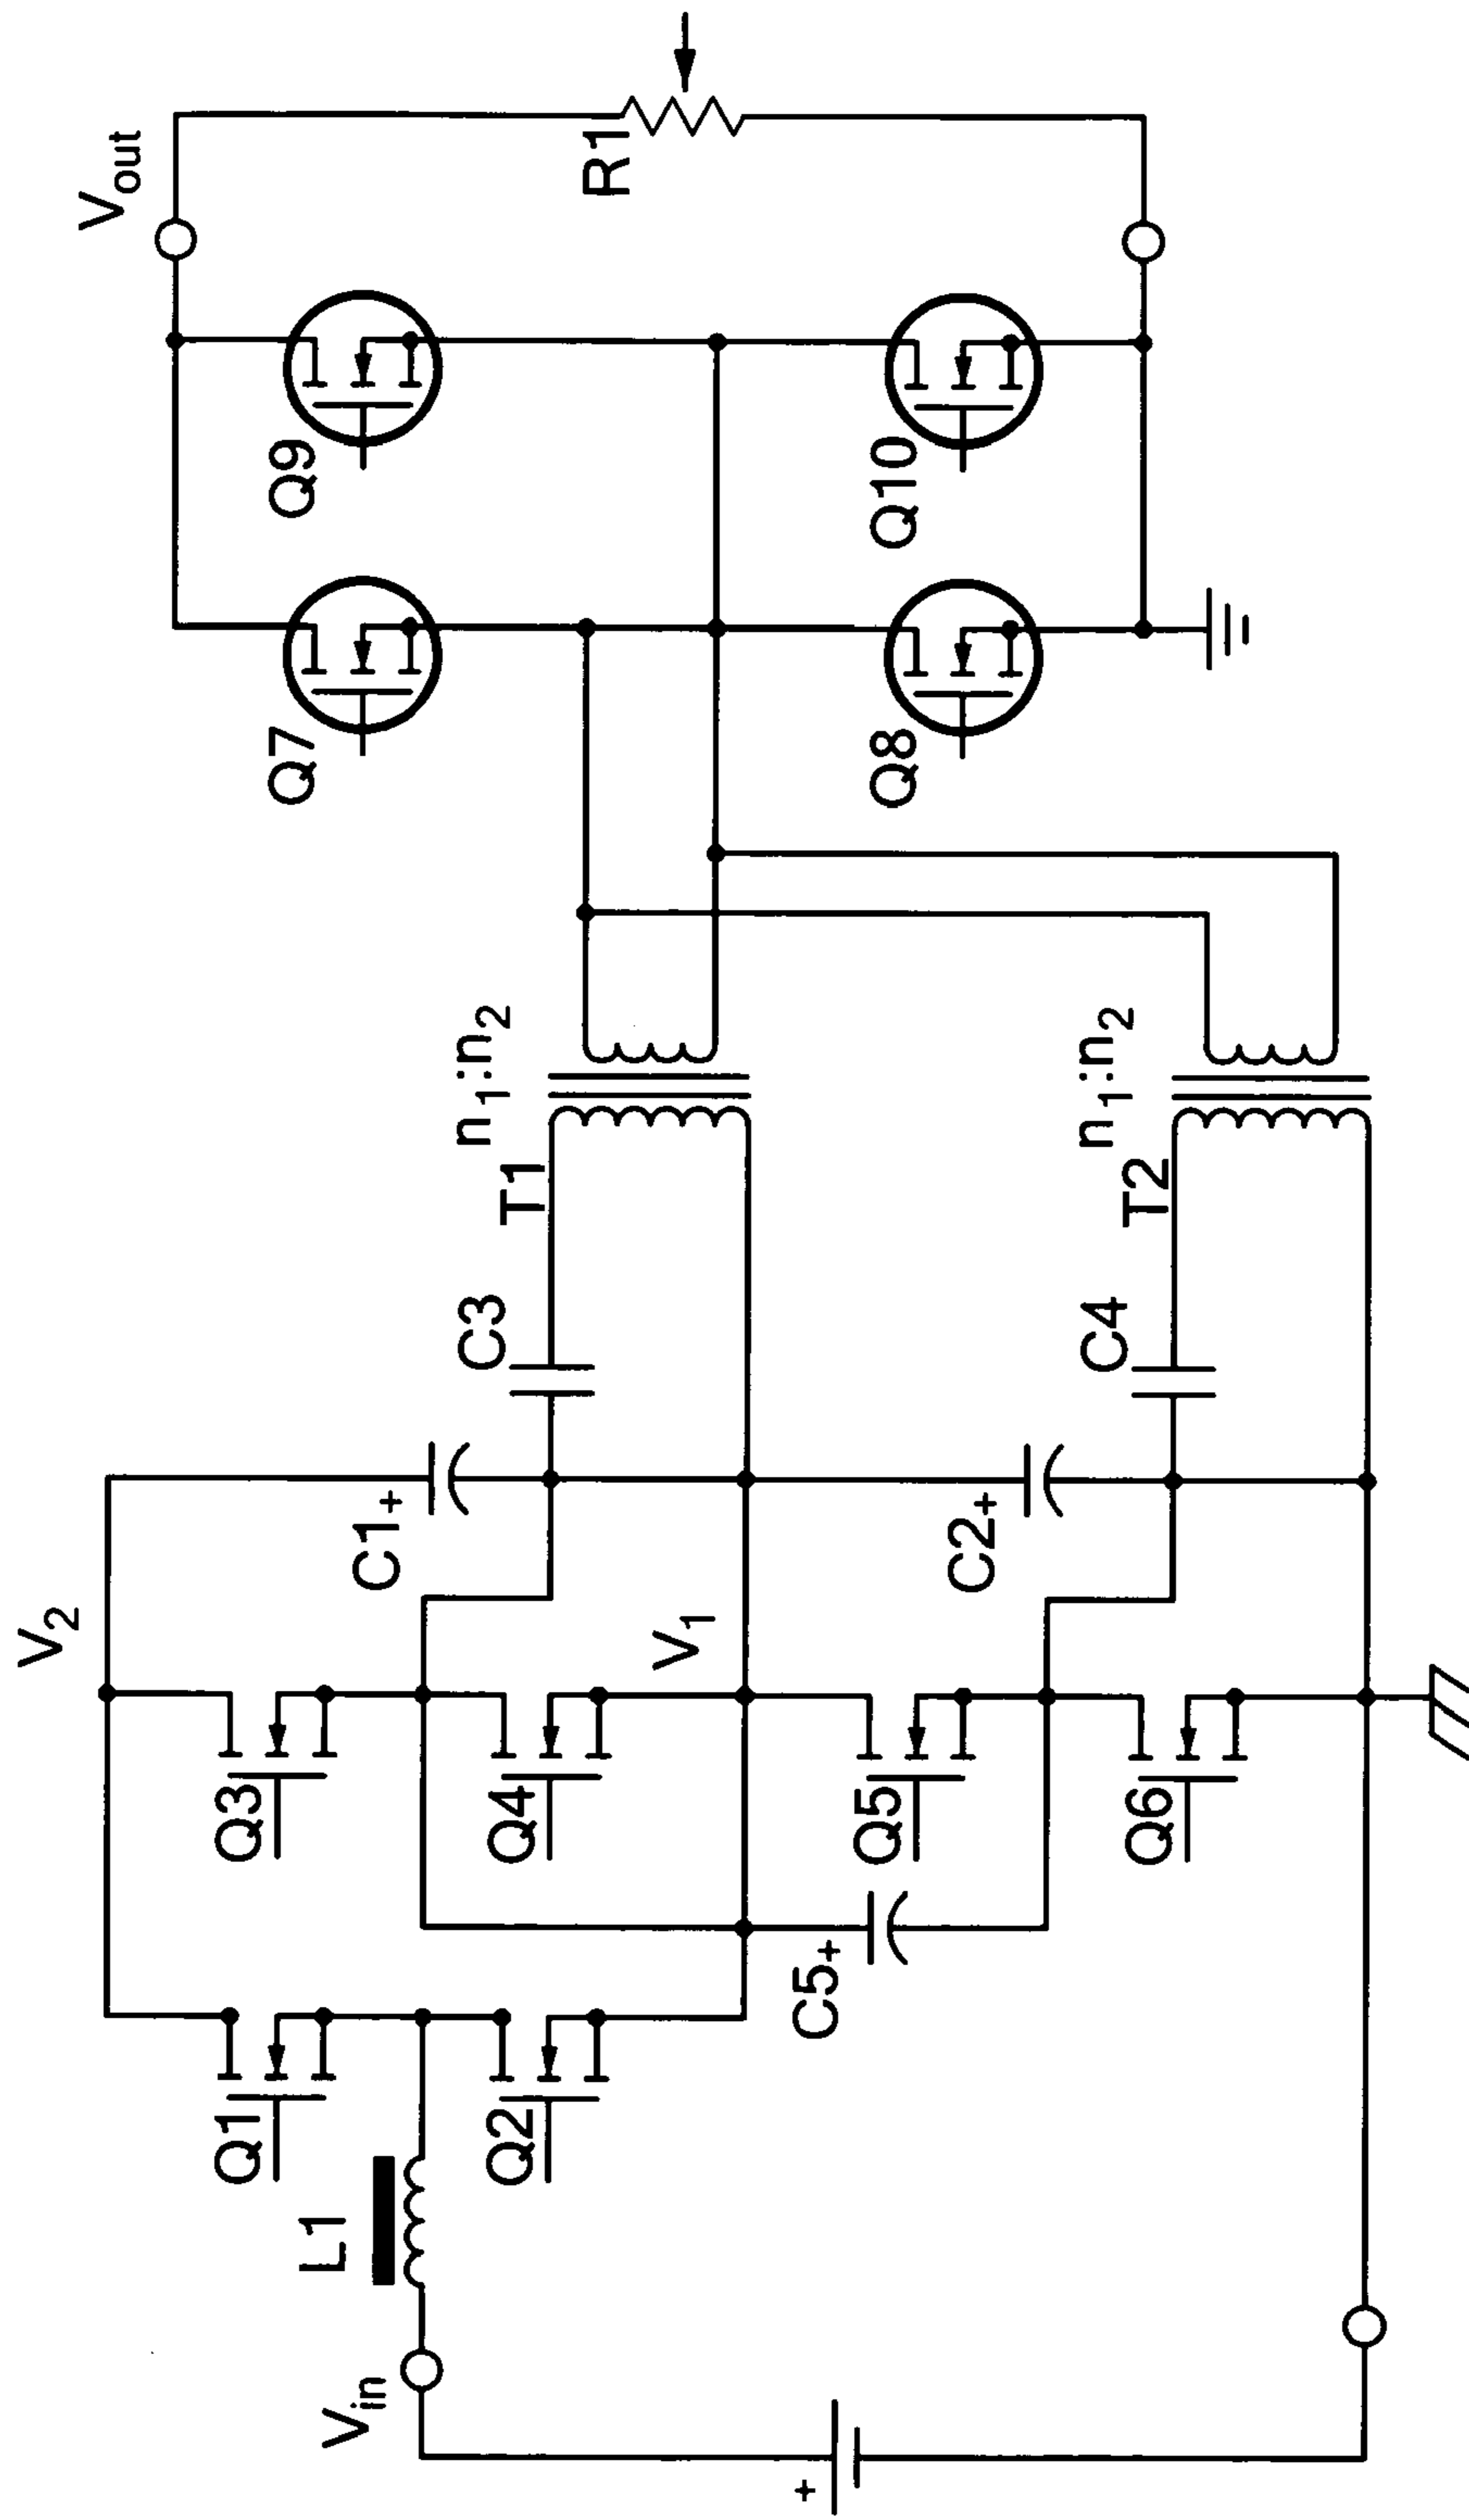 V2
Vout
Q3
Q7
Q9
Q1
L1
Vin
C1+
C3
n1:n2
T1
Q4
Q2
V1
R1
C5+
Q5
C2+
Q8
Q10
Q6
C4
n1:n2
T2
+